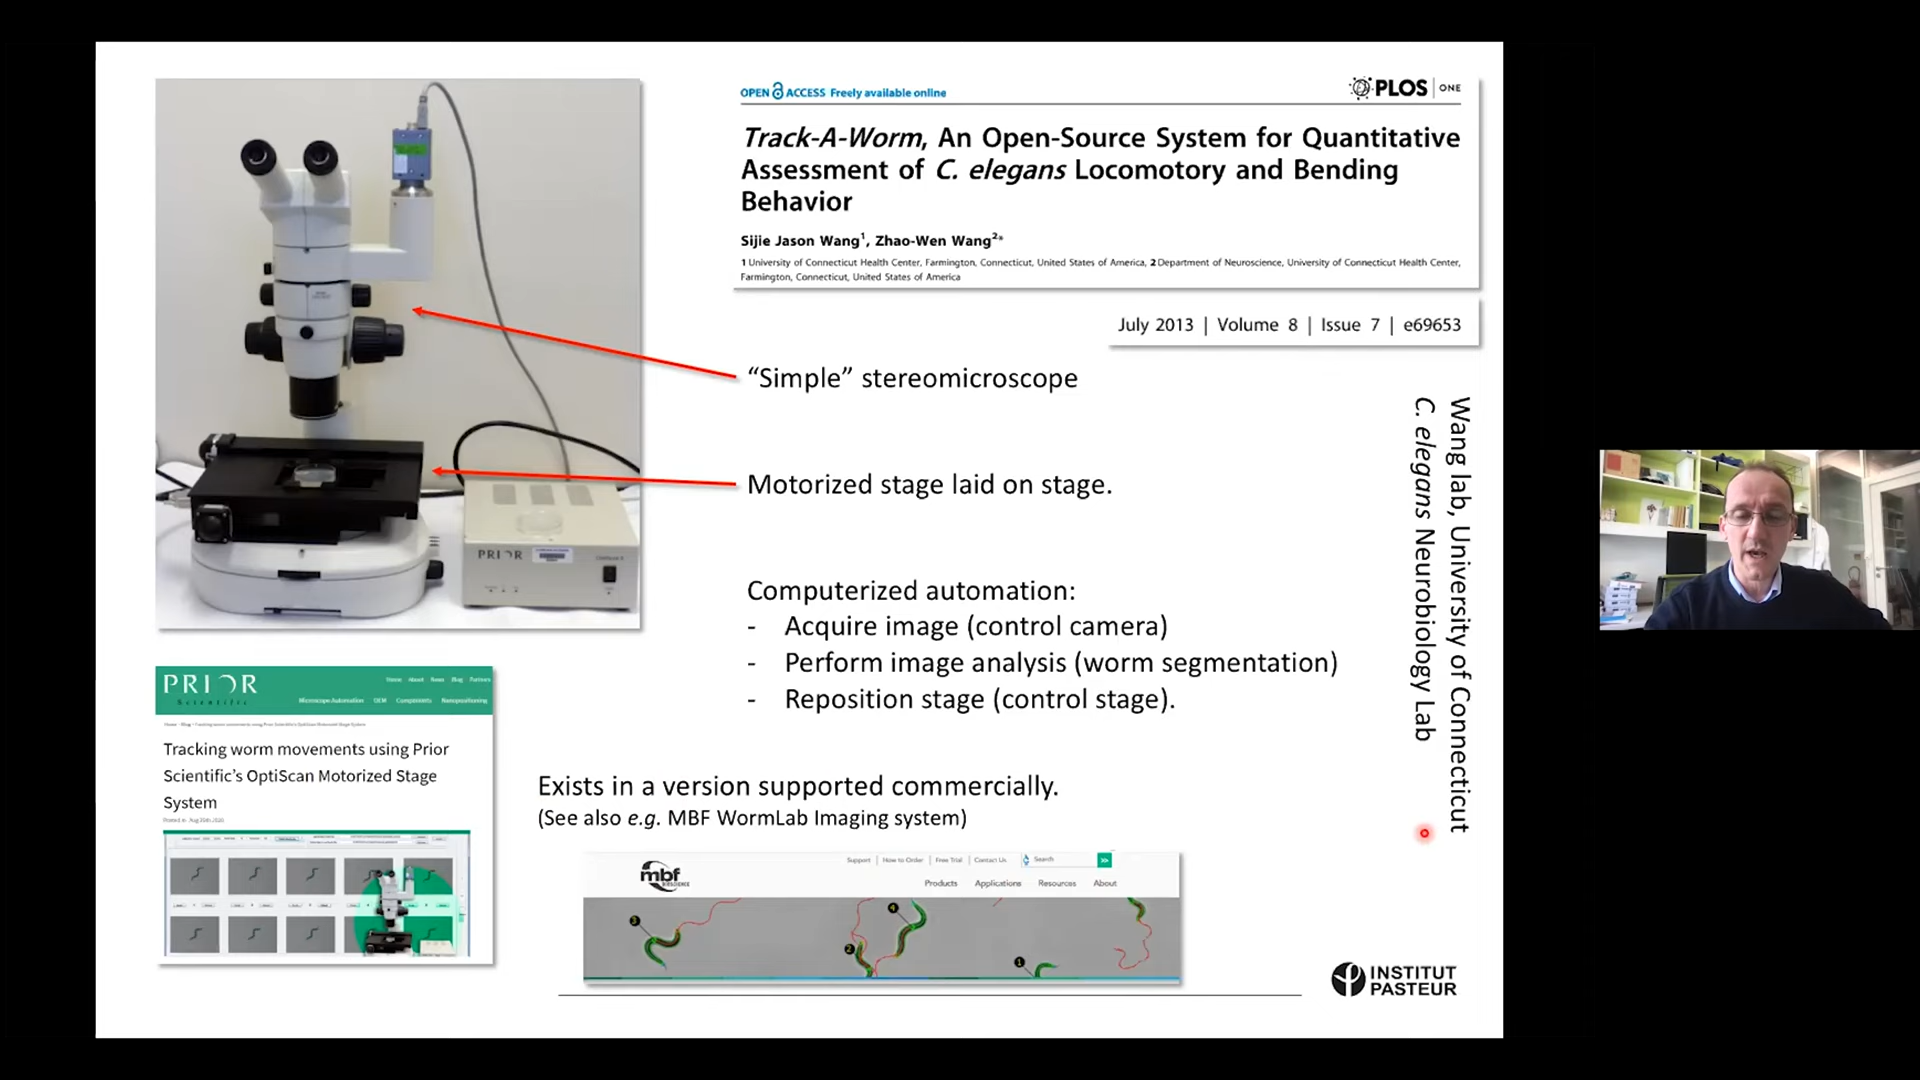 OPEN ACCESS Freely available online
PLOS ONE
Track-A-Worm, An Open-Source System for Quantitative
Assessment of C. elegans Locomotory and Bending
Behavior
Sijie Jason Wang1, Zhao-Wen Wang2*
1 University of Connecticut Health Center, Farmington, Connecticut, United States of America, 2 Department of Neuroscience, University of Connecticut Health Center,
Farmington, Connecticut, United States of America
July 2013 | Volume 8 | Issue 7 | e69653
“Simple” stereomicroscope
Motorized stage laid on stage.
Computerized automation:
- Acquire image (control camera)
- Perform image analysis (worm segmentation)
- Reposition stage (control stage).
Wang lab, University of Connecticut
C. elegans Neurobiology Lab
PRIOR
PRIOR
Scientific
Home About News Blog Partners
Microscope Automation OEM Components Nanopositioning
Tracking worm movements using Prior
Scientific’s OptiScan Motorized Stage
System
Exists in a version supported commercially.
(See also e.g. MBF WormLab Imaging system)
mbf
BIOSCIENCE
Support How to Order Free Trial Contact Us Search
Products Applications Resources About
3
4
2
1
INSTITUT
PASTEUR